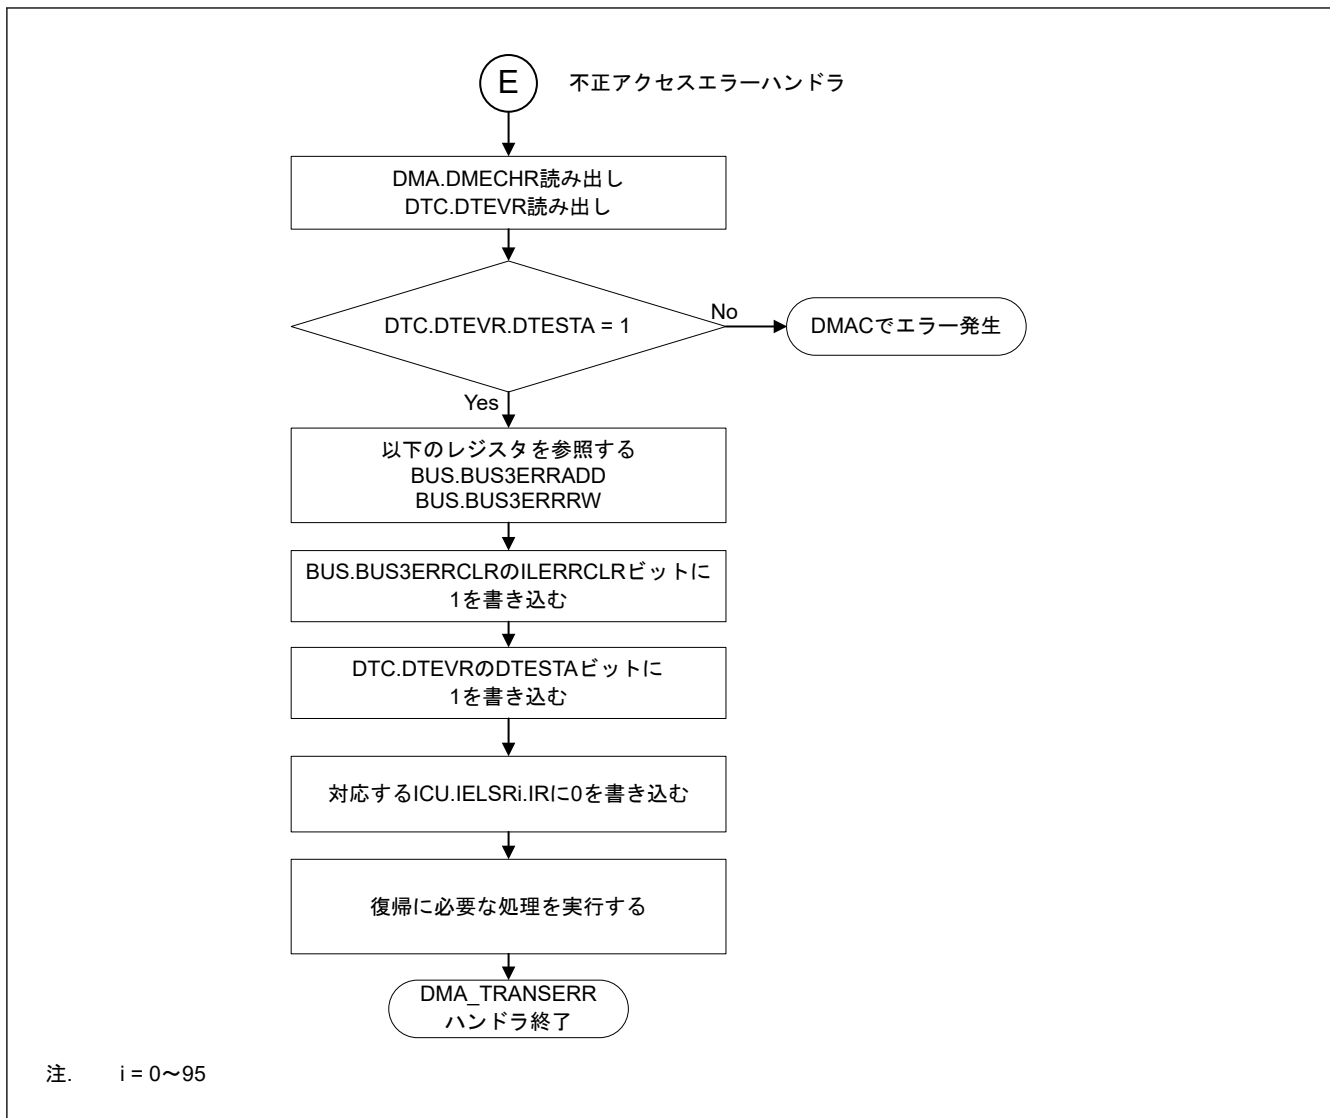 E 不正アクセスエラーハンドラ
DMA.DMECHR読み出し
DTC.DTEVR読み出し
DTC.DTEVR.DTESTA = 1
No
DMACでエラー発生
Yes
以下のレジスタを参照する
BUS.BUS3ERRADD
BUS.BUS3ERRRW
BUS.BUS3ERRCLRのILERRCLRビットに
1を書き込む
DTC.DTEVRのDTESTAビットに
1を書き込む
対応するICU.IELSRi.IRに0を書き込む
復帰に必要な処理を実行する
DMA_TRANSERR
ハンドラ終了
注. i = 0〜95